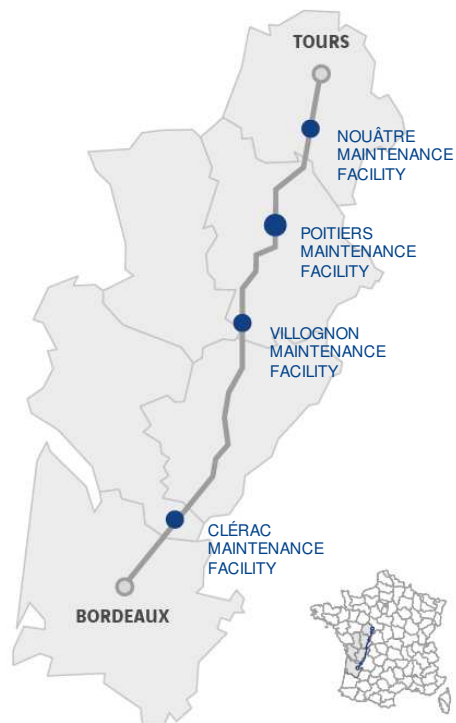 TOURS
NOUÂTRE
MAINTENANCE
FACILITY
POITIERS
MAINTENANCE
FACILITY
VILLOGNON
MAINTENANCE
FACILITY
CLÉRAC
MAINTENANCE
FACILITY
BORDEAUX